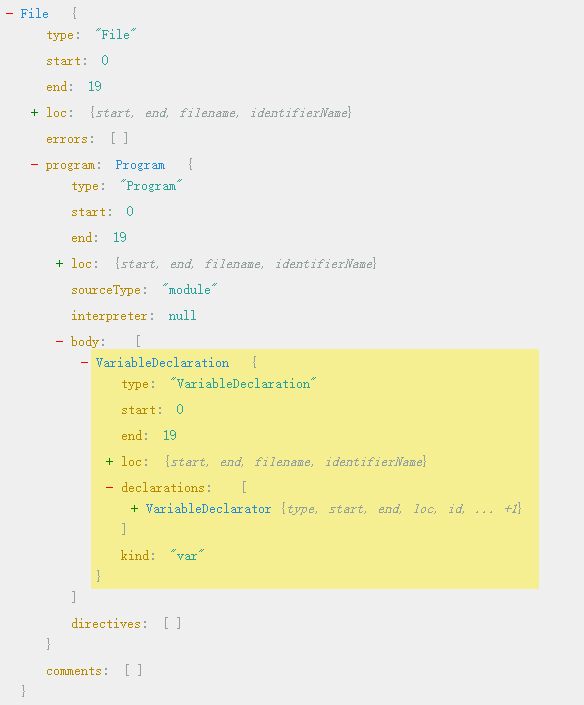 − File {
type: "File"
start: 0
end: 19
+ loc: {start, end, filename, identifierName}
errors: [ ]
− program: Program {
type: "Program"
start: 0
end: 19
+ loc: {start, end, filename, identifierName}
sourceType: "module"
interpreter: null
− body: [
− VariableDeclaration {
type: "VariableDeclaration"
start: 0
end: 19
+ loc: {start, end, filename, identifierName}
− declarations: [
+ VariableDeclarator {type, start, end, loc, id, ... +1}
]
kind: "var"
}
]
directives: [ ]
}
comments: [ ]
}